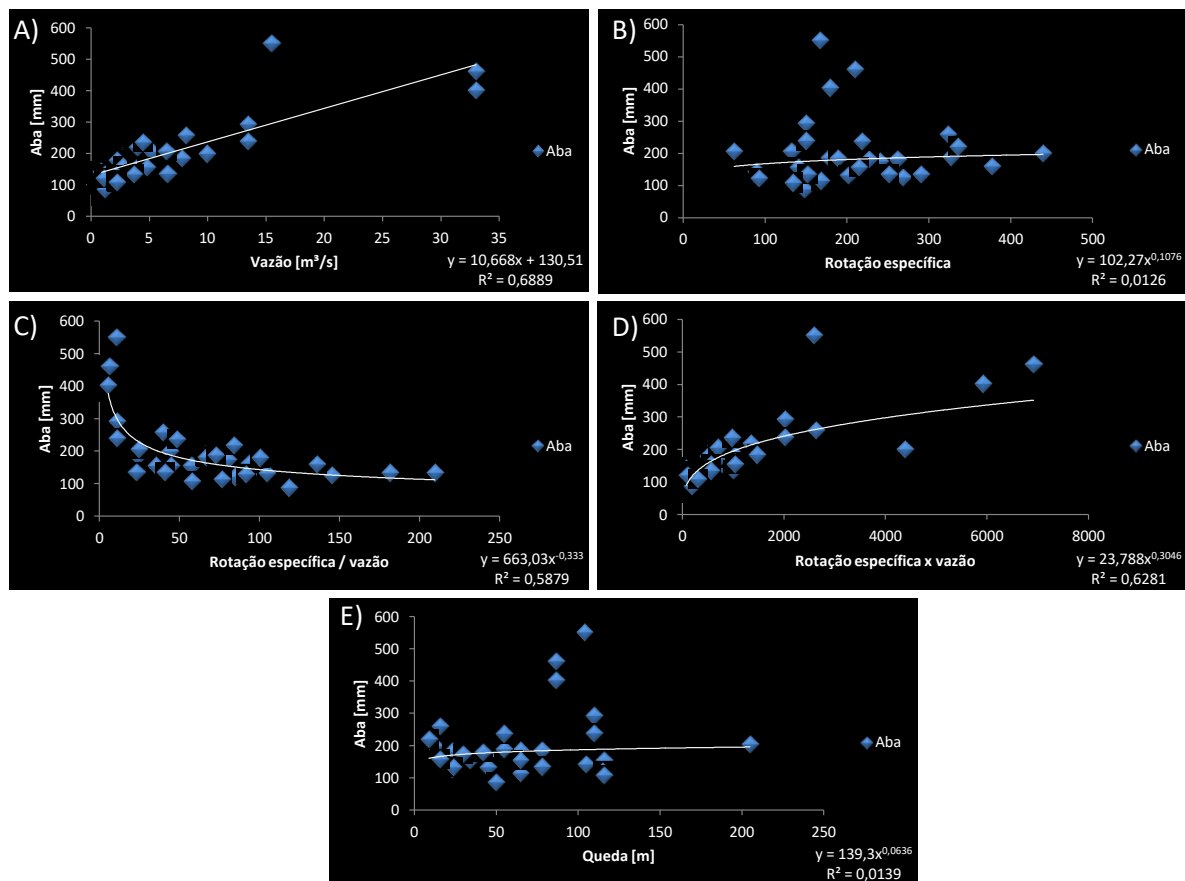 A)
600
500
400
300
200
100
0
Aba [mm]
0 5 10 15 20 25 30 35
Vazão [m³/s]
Aba
y = 10,668x + 130,51
R² = 0,6889
B)
600
500
400
300
200
100
0
Aba [mm]
0 100 200 300 400 500
Rotação específica
Aba
y = 102,27x^0,1076
R² = 0,0126
C)
600
500
400
300
200
100
0
Aba [mm]
0 50 100 150 200 250
Rotação específica / vazão
Aba
y = 663,03x^-0,333
R² = 0,5879
D)
600
500
400
300
200
100
0
Aba [mm]
0 2000 4000 6000 8000
Rotação específica x vazão
Aba
y = 23,788x^0,3046
R² = 0,6281
E)
600
500
400
300
200
100
0
Aba [mm]
0 50 100 150 200 250
Queda [m]
Aba
y = 139,3x^0,0636
R² = 0,0139